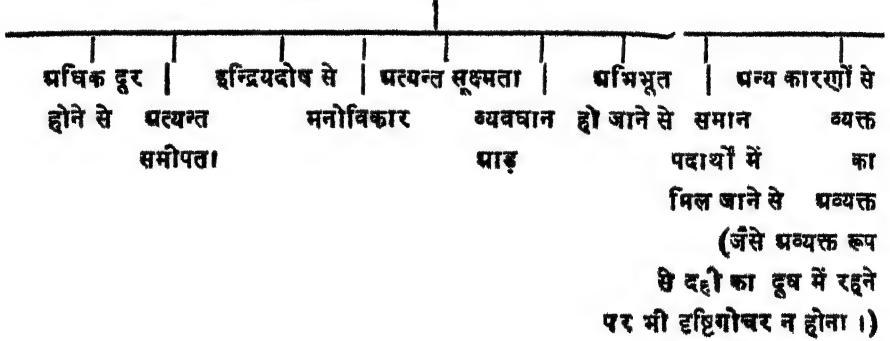 अधिक दूर | इन्द्रियदोष से | अत्यन्त सूक्ष्मता | अभिभूत | अन्य कारणों से
होने से अत्यन्त मनोविकार व्यवधान हो जाने से समान व्यक्त
समीपता आड़ पदार्थों में का
मिल जाने से अव्यक्त
(जैसे अव्यक्त रूप
से दही का दूध में रहने
पर भी दृष्टिगोचर न होना ।)